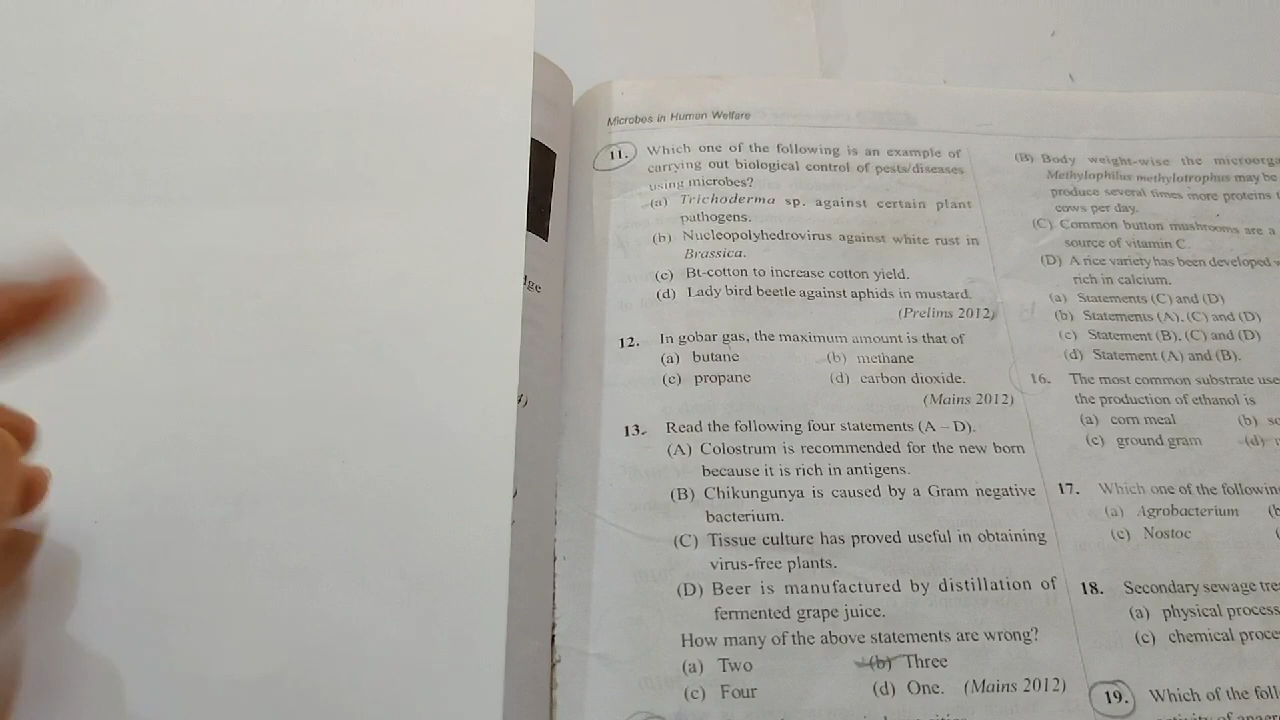 Microbes in Human Welfare
11. Which one of the following is an example of
carrying out biological control of pests/diseases
using microbes?
(a) Trichoderma sp. against certain plant
pathogens.
(b) Nucleopolyhedrovirus against white rust in
Brassica.
(c) Bt-cotton to increase cotton yield.
(d) Lady bird beetle against aphids in mustard.
(Prelims 2012)
12. In gobar gas, the maximum amount is that of
(a) butane (b) methane
(c) propane (d) carbon dioxide.
(Mains 2012)
13. Read the following four statements (A – D).
(A) Colostrum is recommended for the new born
because it is rich in antigens.
(B) Chikungunya is caused by a Gram negative
bacterium.
(C) Tissue culture has proved useful in obtaining
virus-free plants.
(D) Beer is manufactured by distillation of
fermented grape juice.
How many of the above statements are wrong?
(a) Two (b) Three
(c) Four (d) One. (Mains 2012)
(B) Body weight-wise the
Methylophilus methylotrophus may be
produce several times more proteins
cows per day.
(C) Common button mushrooms are a
source of vitamin C.
(D) A rice variety has been developed
rich in calcium.
(a) Statements (C) and (D)
(b) Statements (A), (C) and (D)
(c) Statement (B), (C) and (D)
(d) Statement (A) and (B).
16. The most common substrate use
the production of ethanol is
(a) corn meal (b)
(c) ground gram (d)
17. Which one of the followin
(a) Agrobacterium
(c) Nostoc
18. Secondary sewage tre
(a) physical process
(c) chemical proce
19. Which of the foll